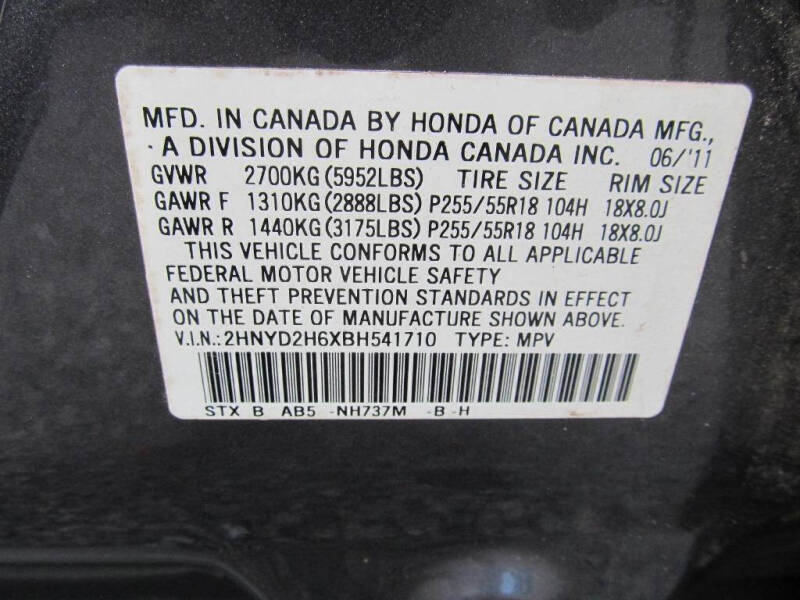 MFD. IN CANADA BY HONDA OF CANADA MFG.,
A DIVISION OF HONDA CANADA INC. 06/'11
GVWR 2700KG (5952LBS) TIRE SIZE RIM SIZE
GAWR F 1310KG (2888LBS) P255/55R18 104H 18X8.0J
GAWR R 1440KG (3175LBS) P255/55R18 104H 18X8.0J
THIS VEHICLE CONFORMS TO ALL APPLICABLE
FEDERAL MOTOR VEHICLE SAFETY
AND THEFT PREVENTION STANDARDS IN EFFECT
ON THE DATE OF MANUFACTURE SHOWN ABOVE.
V.I.N.:2HNYD2H6XBH541710 TYPE: MPV
STX B AB5 -NH737M -B -H